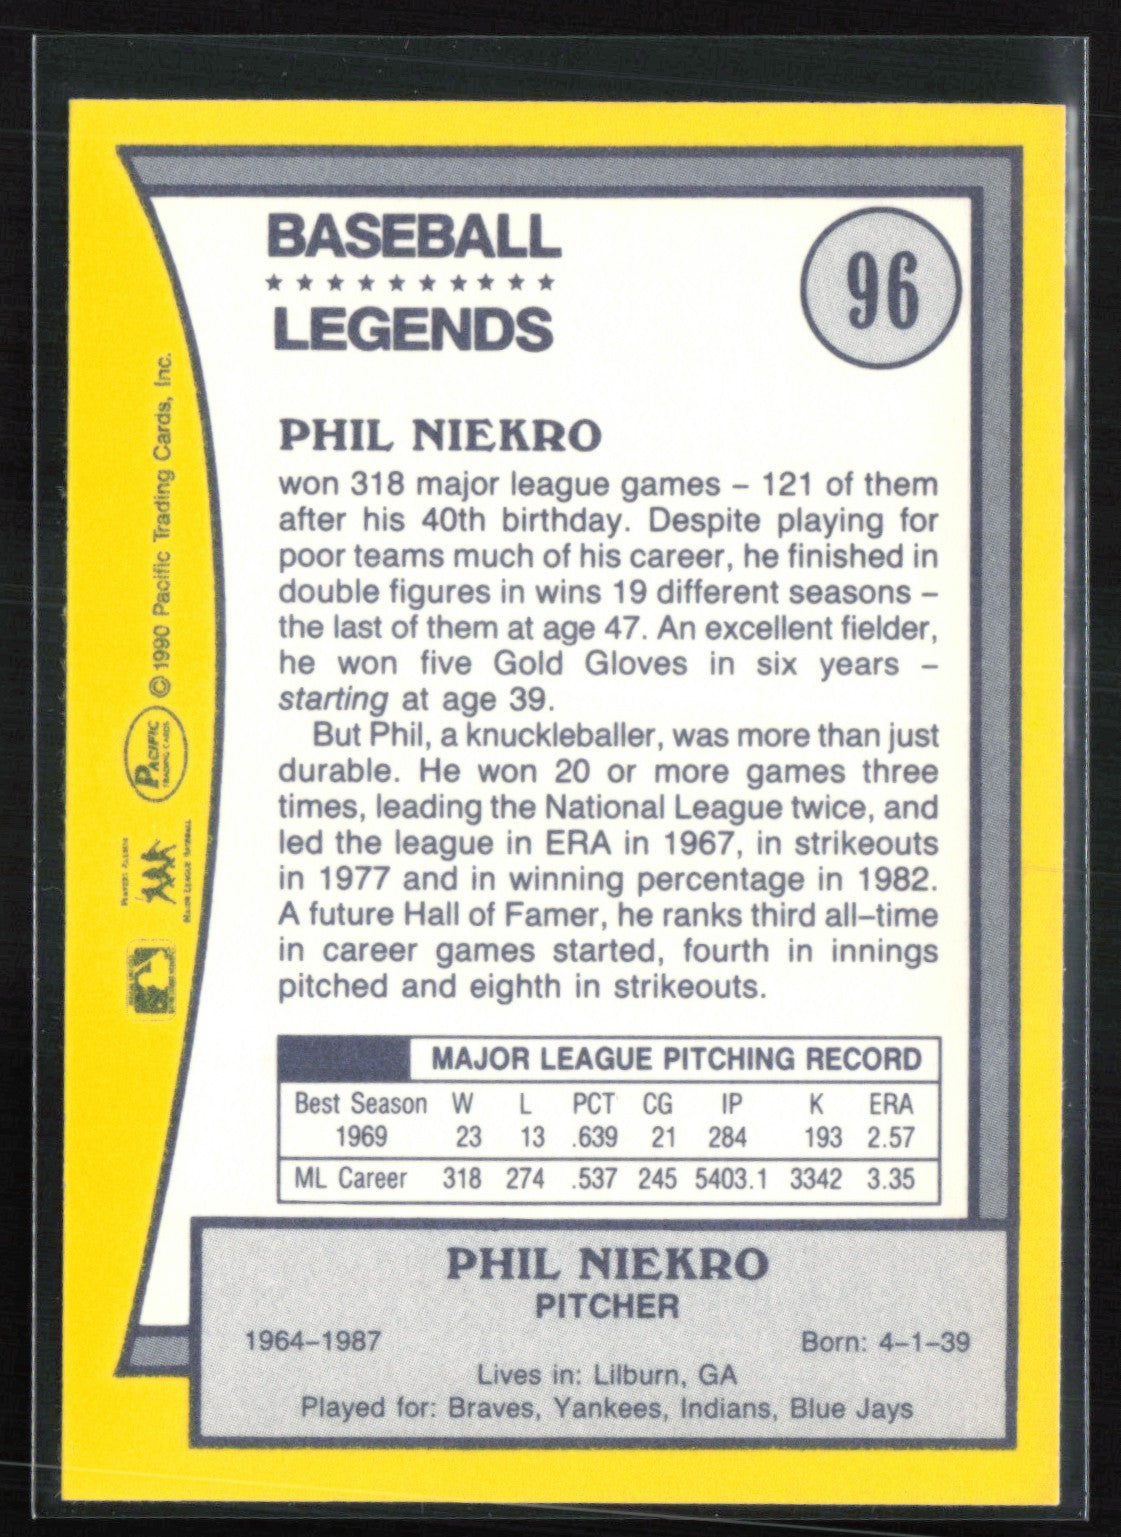 BASEBALL
★ ★ ★ ★ ★ ★ ★ ★ ★ ★
LEGENDS
96
PHIL NIEKRO
won 318 major league games – 121 of them
after his 40th birthday. Despite playing for
poor teams much of his career, he finished in
double figures in wins 19 different seasons –
the last of them at age 47. An excellent fielder,
he won five Gold Gloves in six years –
starting at age 39.
But Phil, a knuckleballer, was more than just
durable. He won 20 or more games three
times, leading the National League twice, and
led the league in ERA in 1967, in strikeouts
in 1977 and in winning percentage in 1982.
A future Hall of Famer, he ranks third all–time
in career games started, fourth in innings
pitched and eighth in strikeouts.
MAJOR LEAGUE PITCHING RECORD
Best Season W L PCT CG IP K ERA
1969 23 13 .639 21 284 193 2.57
ML Career 318 274 .537 245 5403.1 3342 3.35
PHIL NIEKRO
PITCHER
1964–1987 Born: 4–1–39
Lives in: Lilburn, GA
Played for: Braves, Yankees, Indians, Blue Jays
© 1990 Pacific Trading Cards, Inc.
PACIFIC
TRADING CARDS
MAJOR LEAGUE BASEBALL